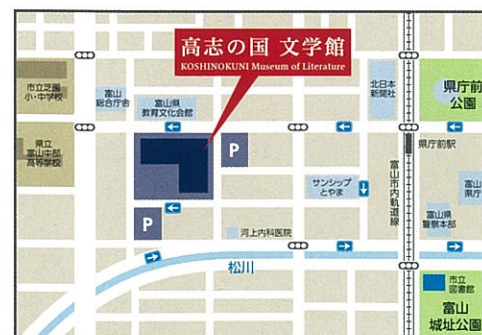 高志の国 文学館
KOSHINOKUNI Museum of Literature
市立芝園
小・中学校
富山
総合庁舎
富山県
教育文化会館
北日本
新聞社
県庁前
公園
県立
富山中部
高等学校
P
県庁前駅
サンシップ
とやま
富山市内軌道線
富山
県庁
P
富山県
警察本部
河上内科医院
松川
市立
図書館
富山
城址公園